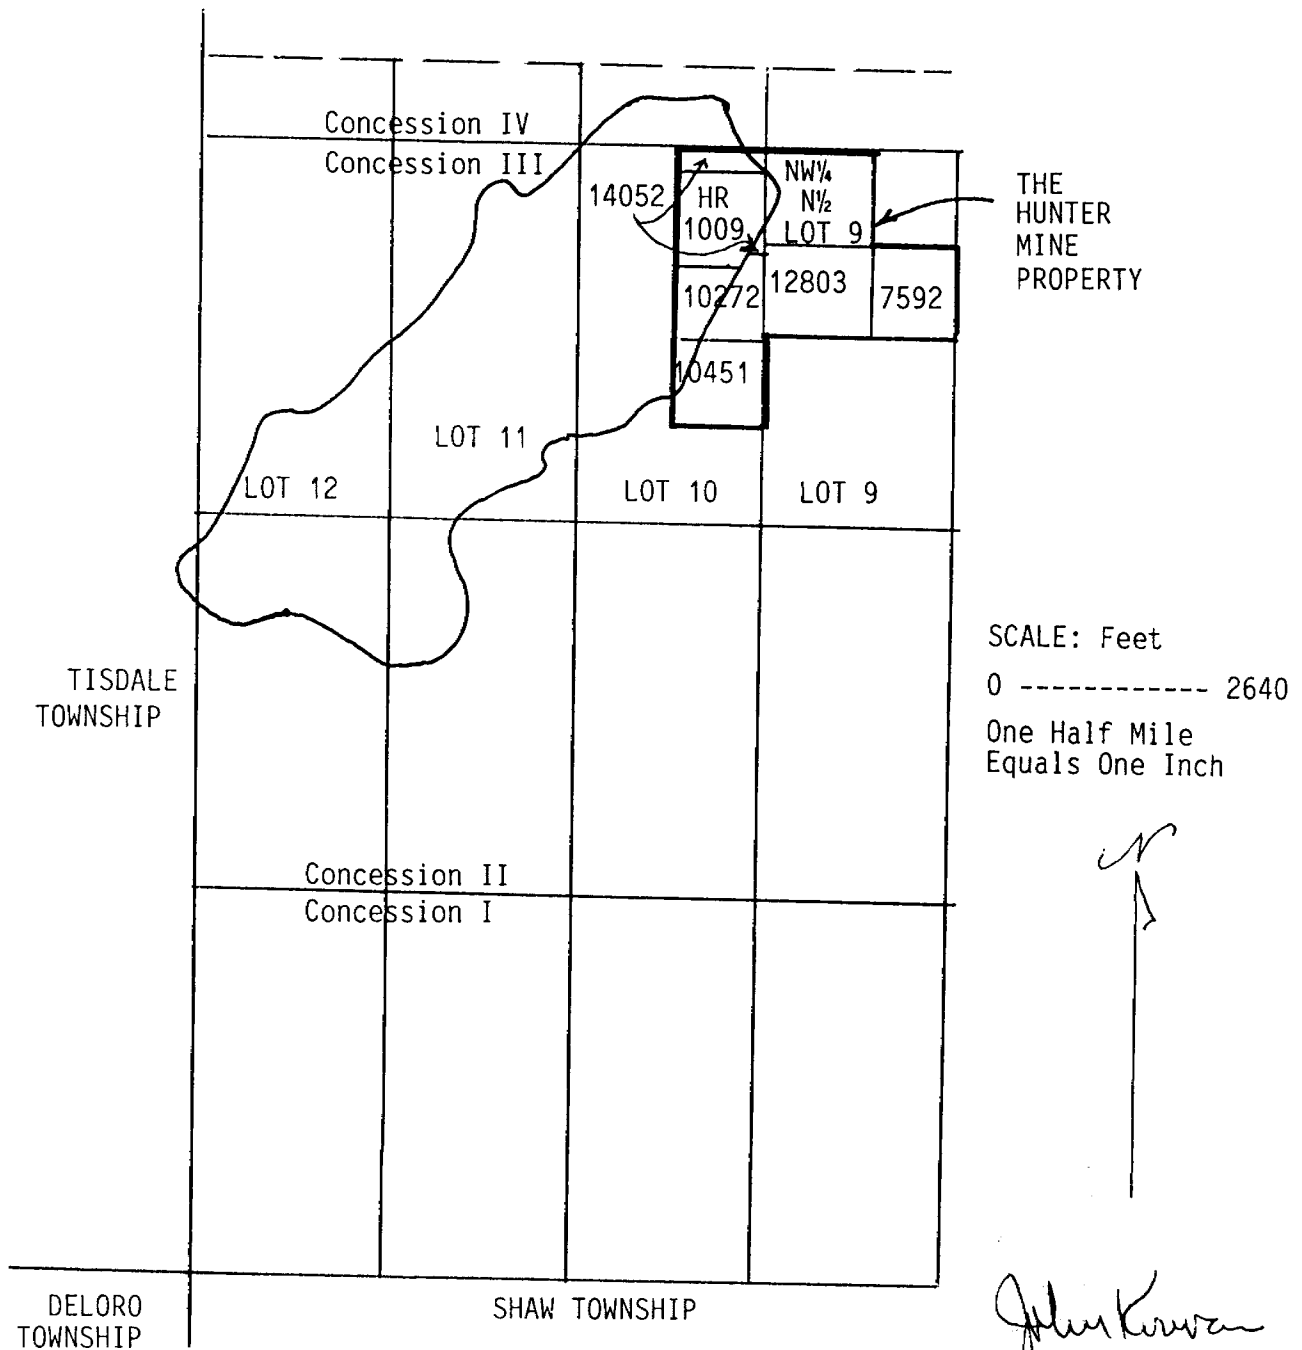 Concession IV
Concession III
14052
HR
1009
NW¼
N½
LOT 9
THE
HUNTER
MINE
PROPERTY
10272
12803
7592
10451
LOT 11
LOT 12
LOT 10
LOT 9
SCALE: Feet
0 ------------ 2640
One Half Mile
Equals One Inch
TISDALE
TOWNSHIP
N
Concession II
Concession I
DELORO
TOWNSHIP
SHAW TOWNSHIP
John